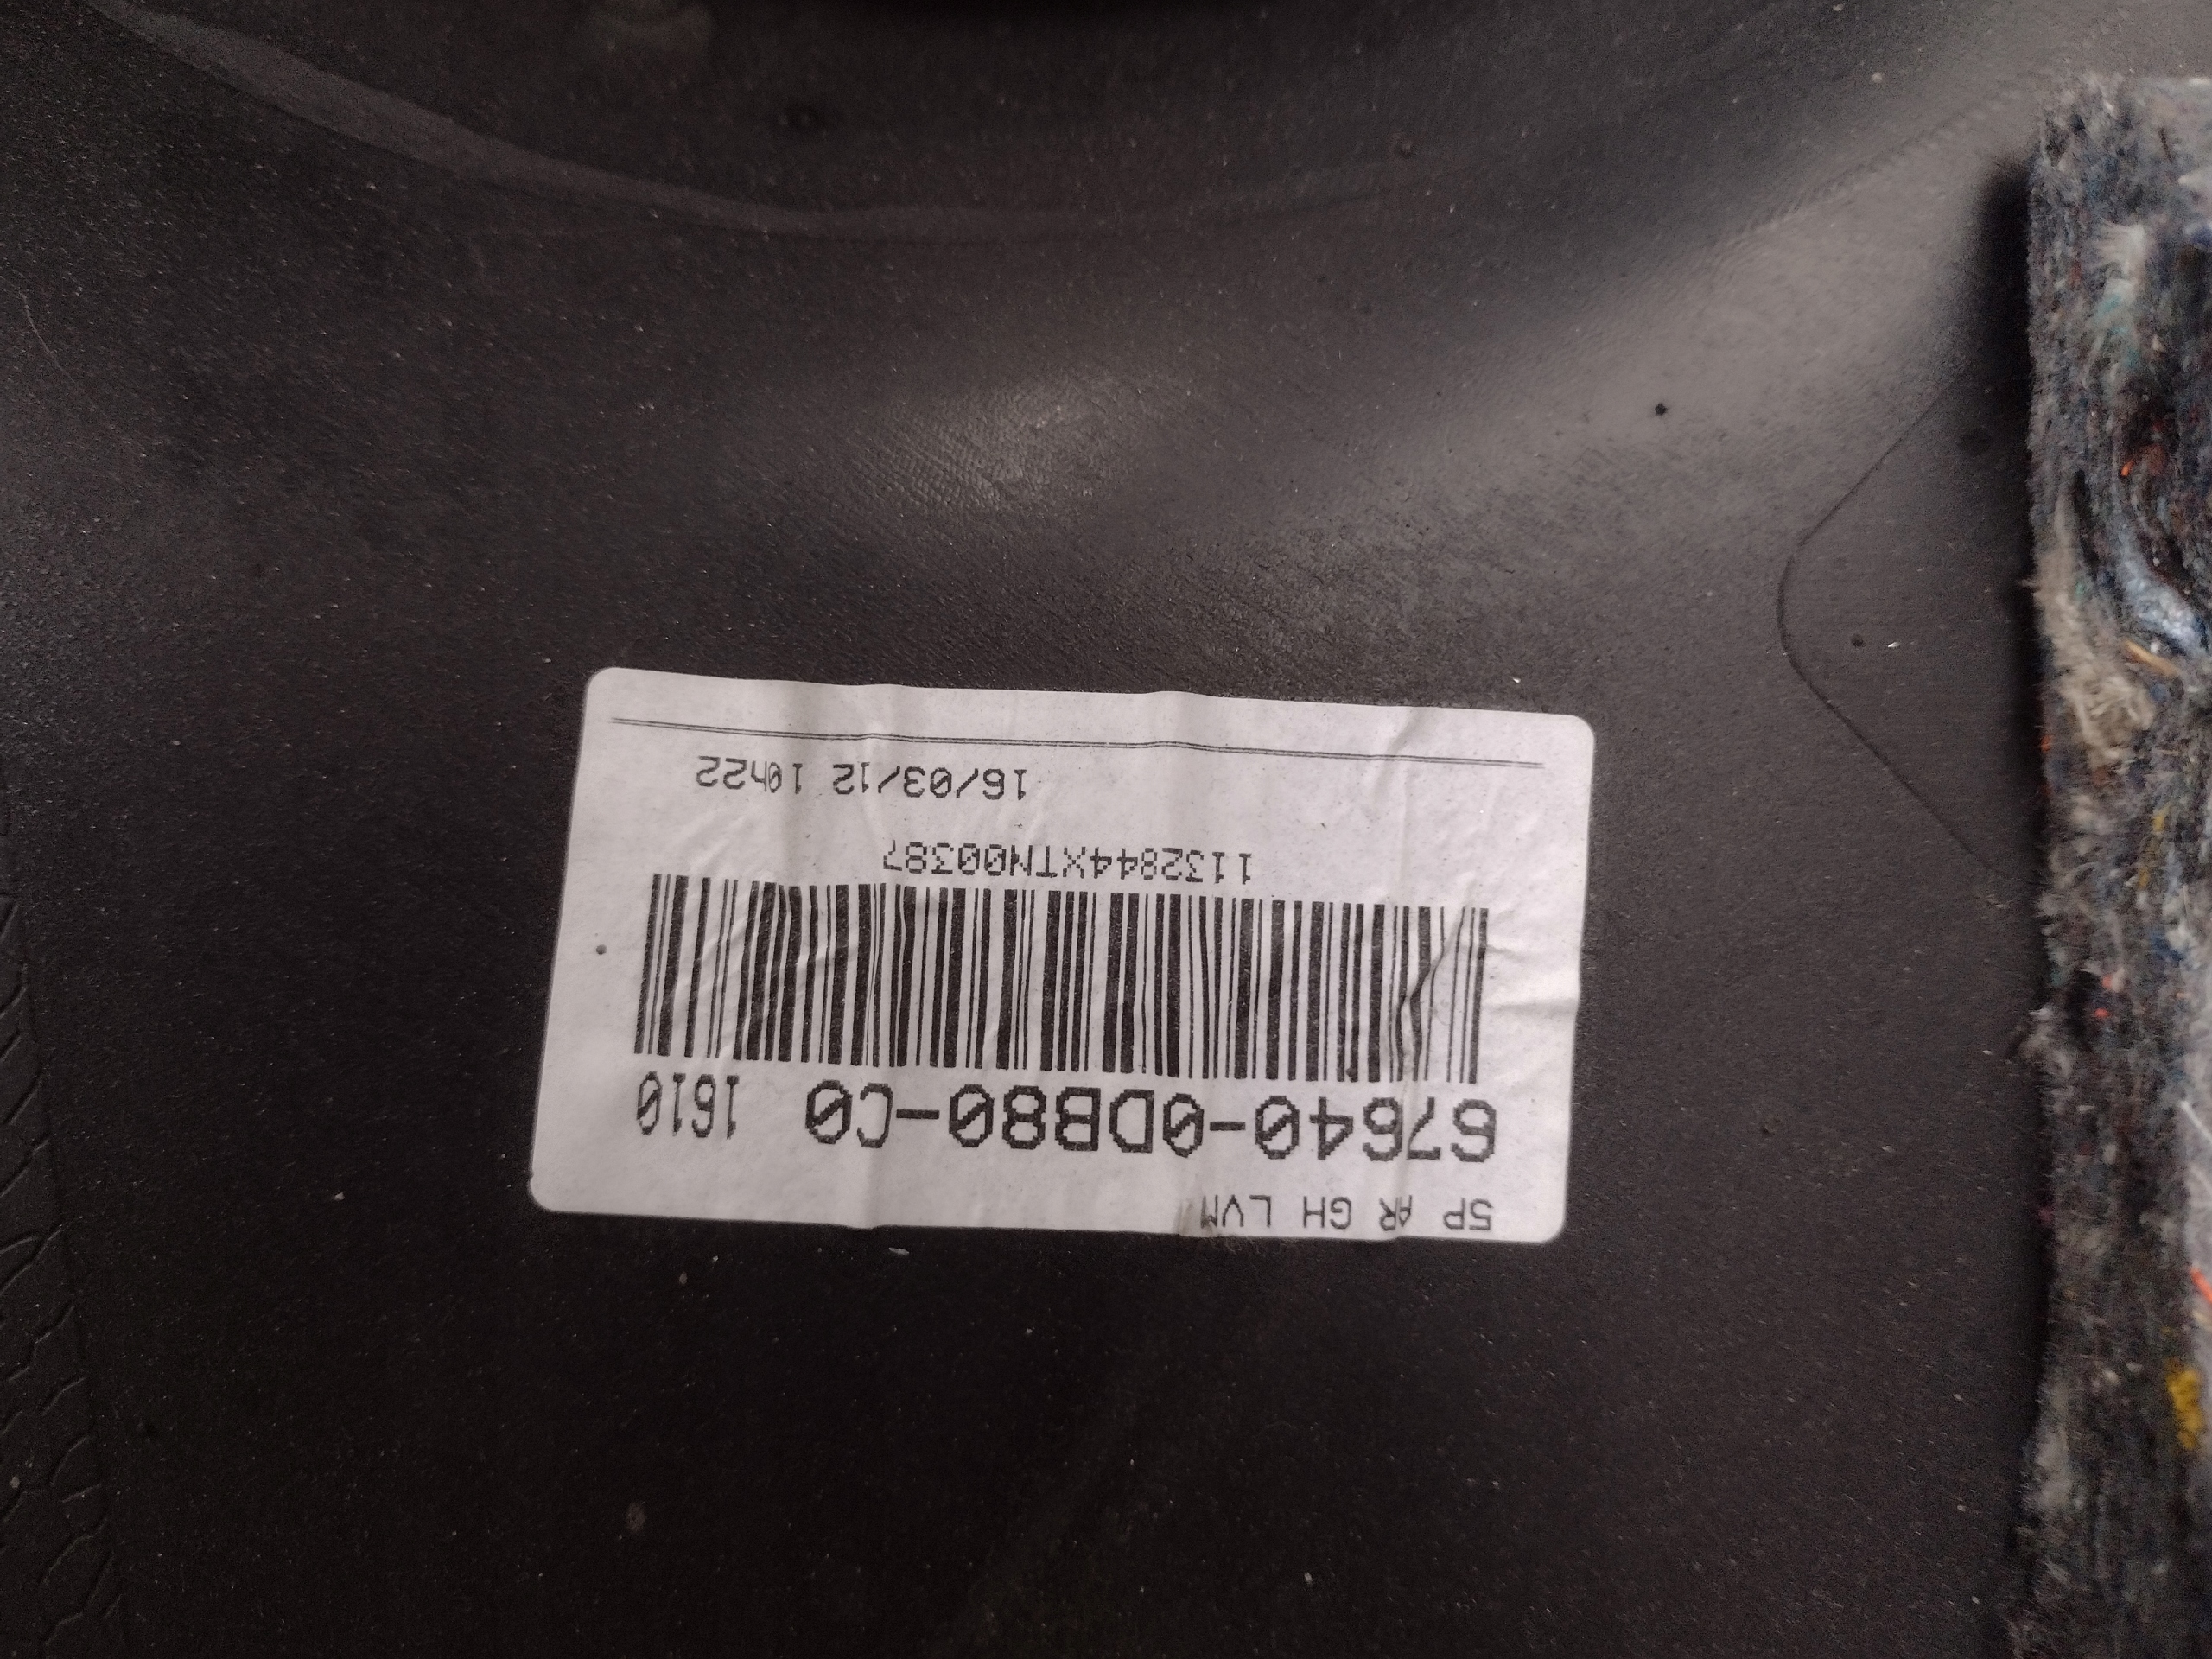 5P AR GH LVM
67640-0DB80-C0 1610
1132844XTN00387
16/03/12 10h22